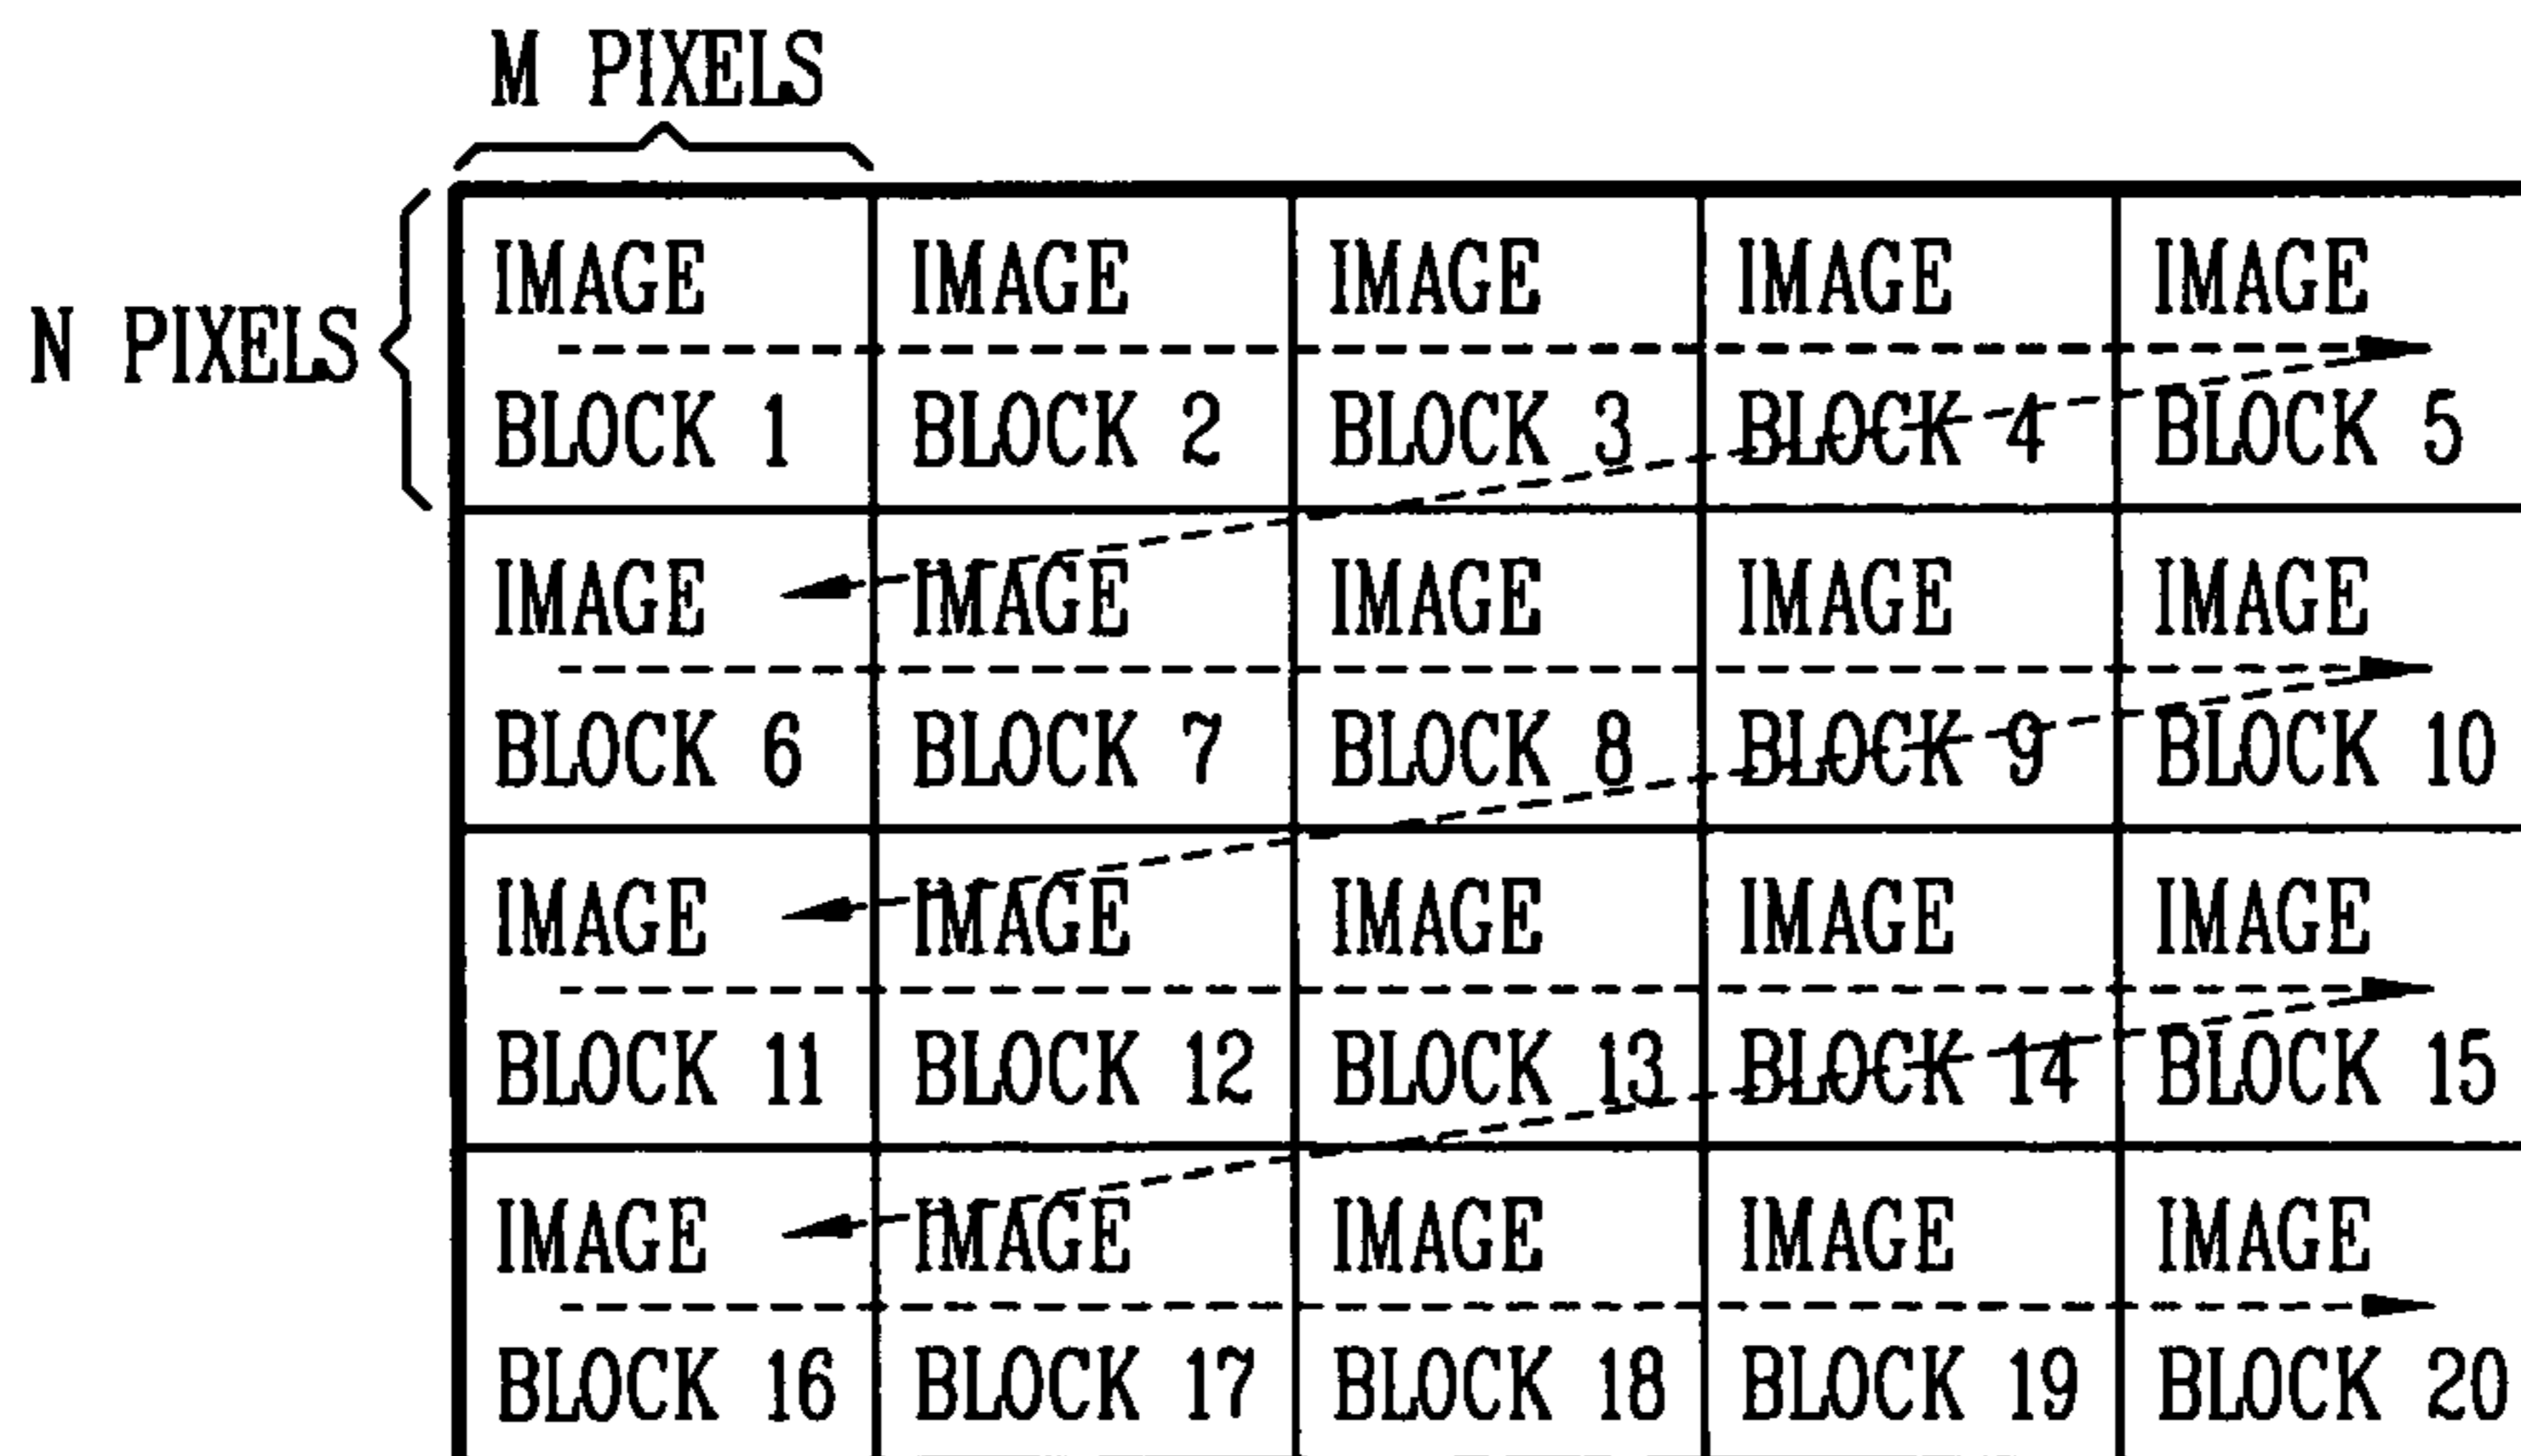 M PIXELS
N PIXELS
IMAGE IMAGE IMAGE IMAGE IMAGE
BLOCK 1 BLOCK 2 BLOCK 3 BLOCK 4 BLOCK 5
IMAGE IMAGE IMAGE IMAGE IMAGE
BLOCK 6 BLOCK 7 BLOCK 8 BLOCK 9 BLOCK 10
IMAGE IMAGE IMAGE IMAGE IMAGE
BLOCK 11 BLOCK 12 BLOCK 13 BLOCK 14 BLOCK 15
IMAGE IMAGE IMAGE IMAGE IMAGE
BLOCK 16 BLOCK 17 BLOCK 18 BLOCK 19 BLOCK 20